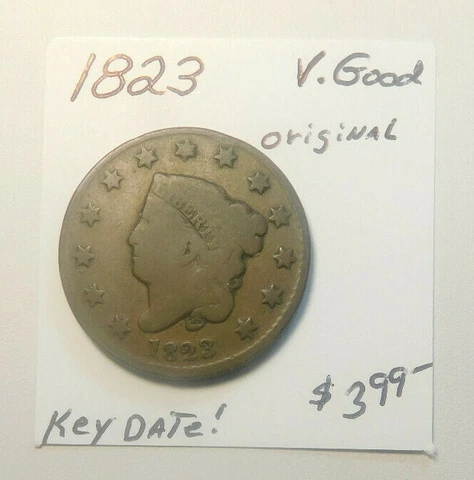 1823 V. Good
original
LIBERTY
1823
Key DATe! $399-